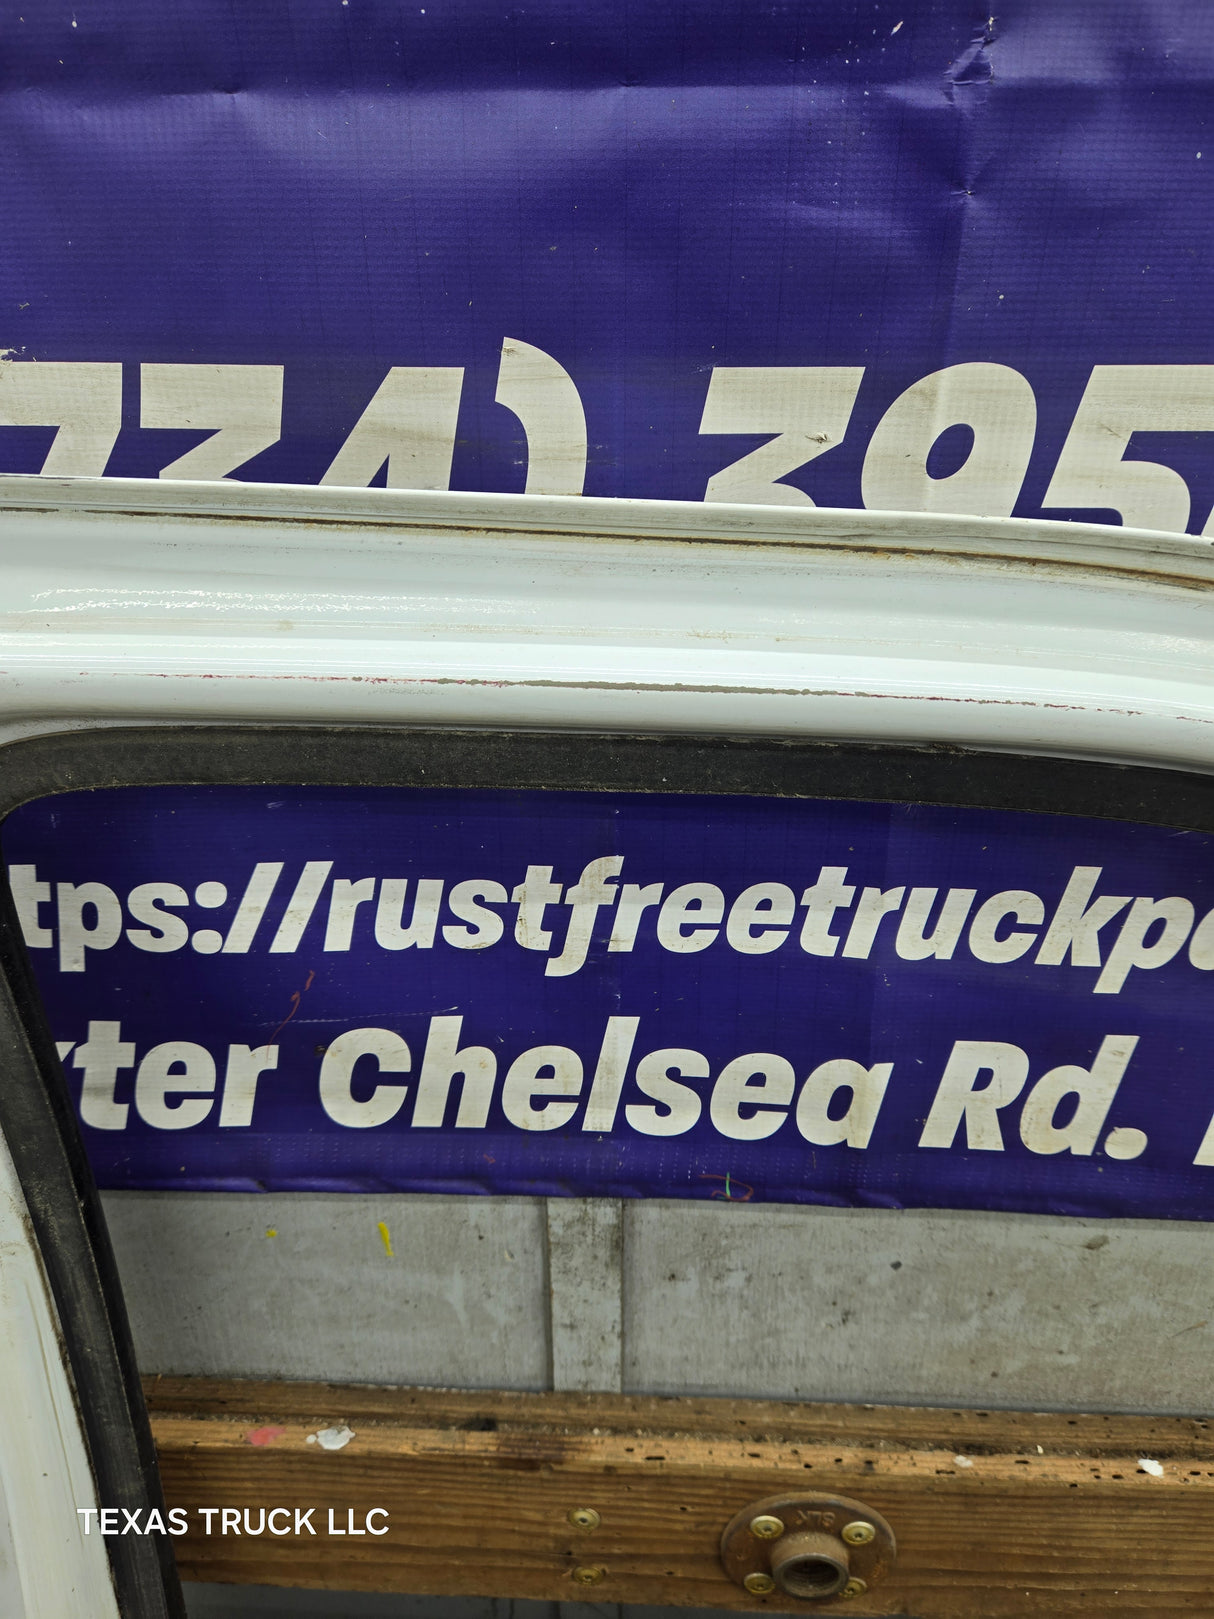 734) 395
tps://rustfreetruckp
ter Chelsea Rd.
TEXAS TRUCK LLC